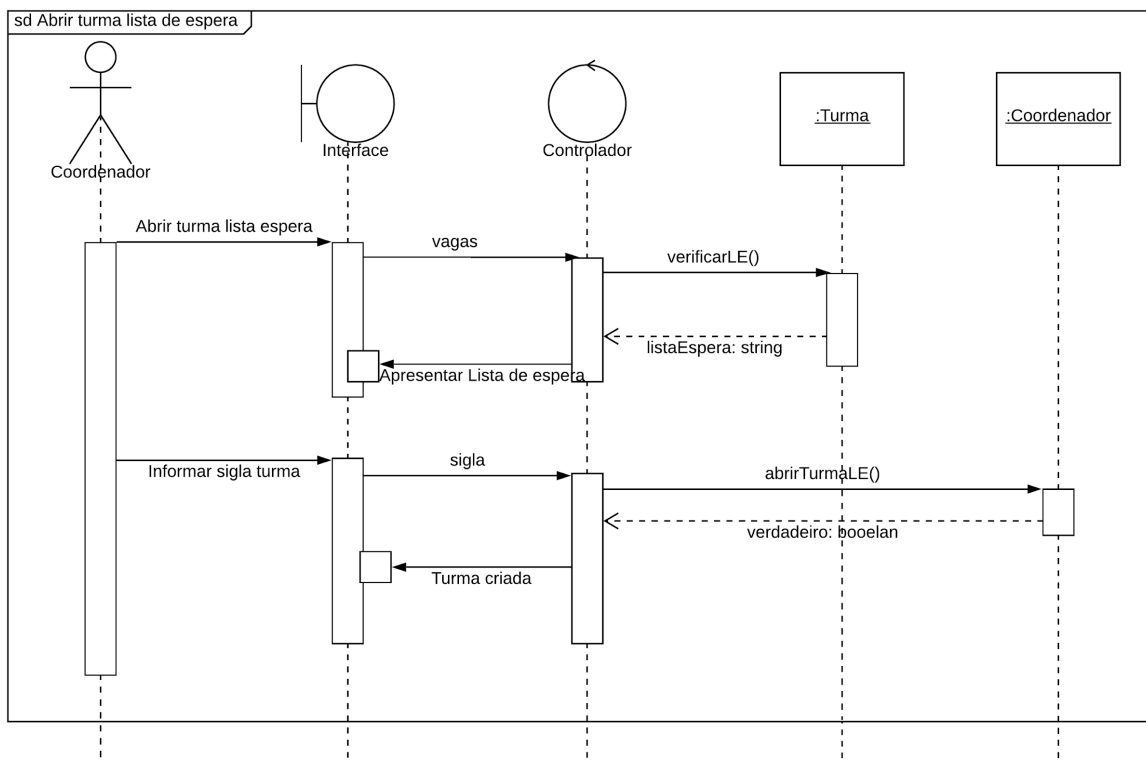 sd Abrir turma lista de espera
:Turma
:Coordenador
Interface
Controlador
Coordenador
Abrir turma lista espera
vagas
verificarLE()
listaEspera: string
Apresentar Lista de espera
Informar sigla turma
sigla
abrirTurmaLE()
verdadeiro: booelan
Turma criada